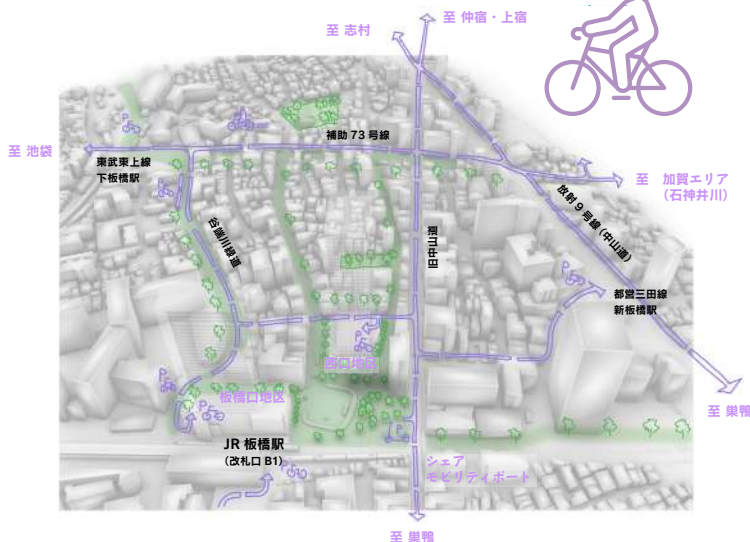 至 仲宿・上宿
至 志村
補助 73 号線
至 池袋
東武東上線
下板橋駅
至 加賀エリア
(石神井川)
放射 9 号線 (中山道)
谷端川緑道
旧中山道
都営三田線
新板橋駅
西口地区
板橋口地区
至 巣鴨
JR 板橋駅
(改札口 B1)
シェア
モビリティポート
至 巣鴨